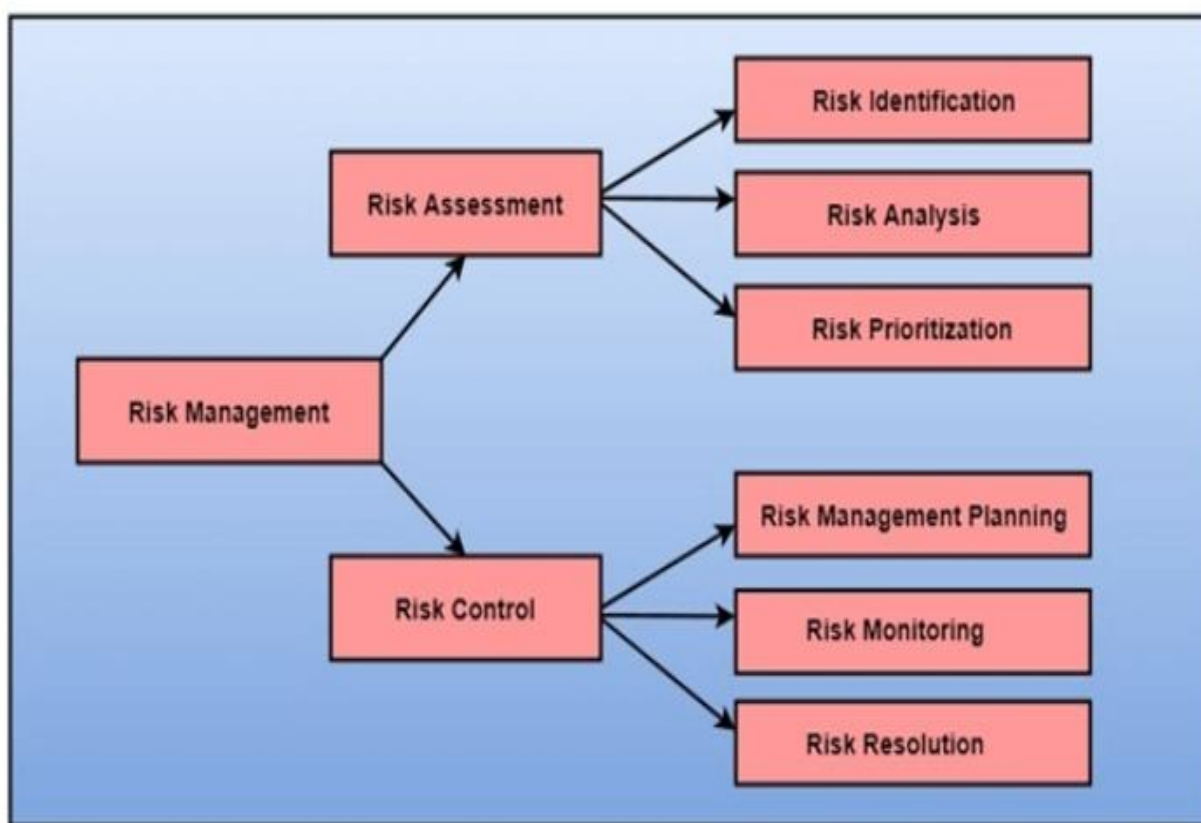 Risk Identification
Risk Assessment
Risk Analysis
Risk Prioritization
Risk Management
Risk Management Planning
Risk Control
Risk Monitoring
Risk Resolution